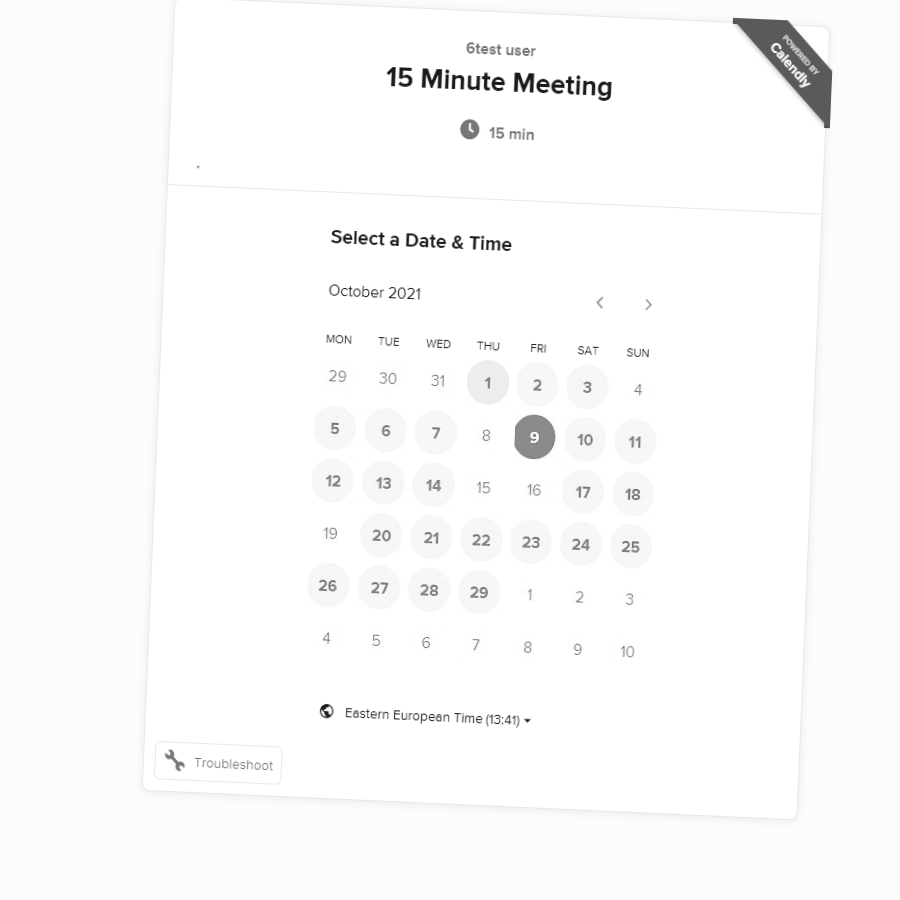 6test user
POWERED BY
Calendly
15 Minute Meeting
15 min
.
Select a Date & Time
October 2021
MON TUE WED THU FRI SAT SUN
29 30 31 1 2 3 4
5 6 7 8 9 10 11
12 13 14 15 16 17 18
19 20 21 22 23 24 25
26 27 28 29 1 2 3
4 5 6 7 8 9 10
Eastern European Time (13:41)
Troubleshoot